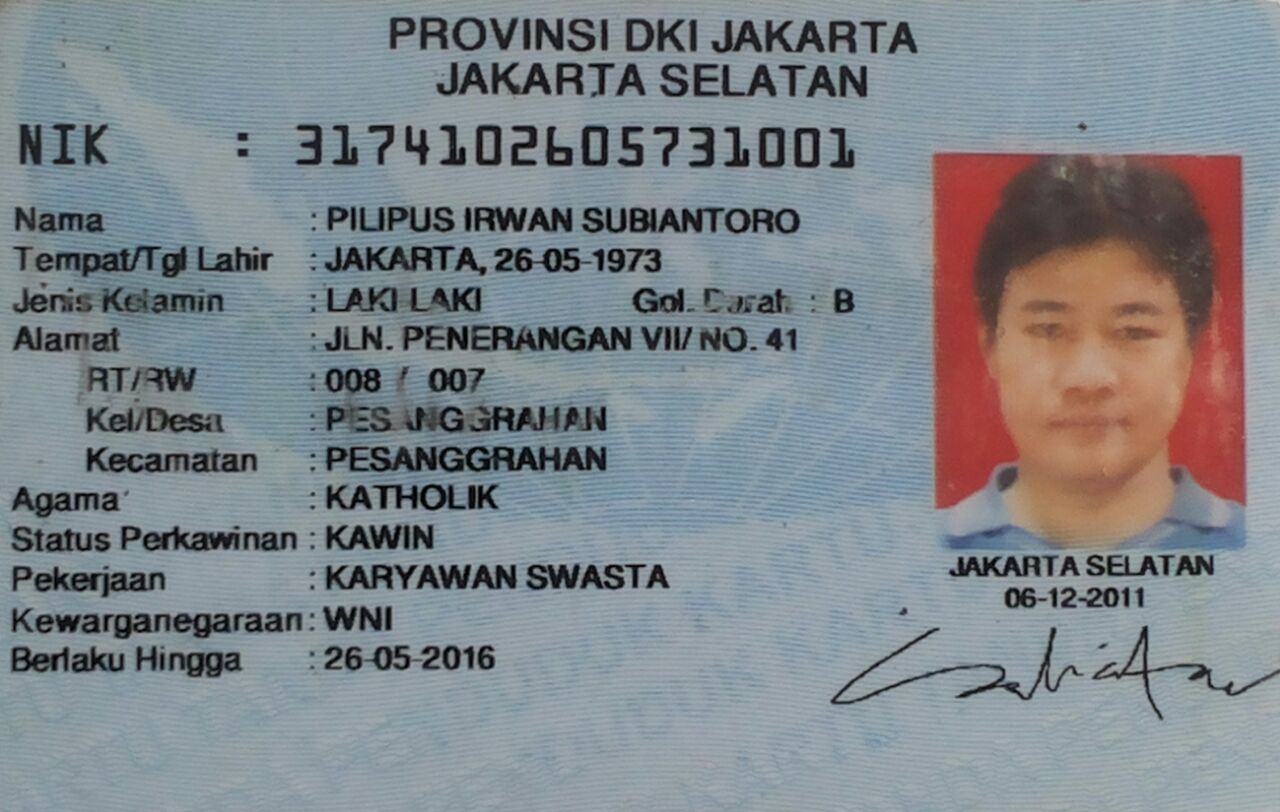 PROVINSI DKI JAKARTA
JAKARTA SELATAN
NIK : 3174102605731001
Nama : PILIPUS IRWAN SUBIANTORO
Tempat/Tgl Lahir : JAKARTA, 26-05-1973
Jenis Kelamin : LAKI LAKI Gol. Darah : B
Alamat : JLN. PENERANGAN VII/ NO. 41
RT/RW : 008 / 007
Kel/Desa : PESANGGRAHAN
Kecamatan : PESANGGRAHAN
Agama : KATHOLIK
Status Perkawinan : KAWIN
Pekerjaan : KARYAWAN SWASTA
Kewarganegaraan : WNI
Berlaku Hingga : 26-05-2016
JAKARTA SELATAN
06-12-2011